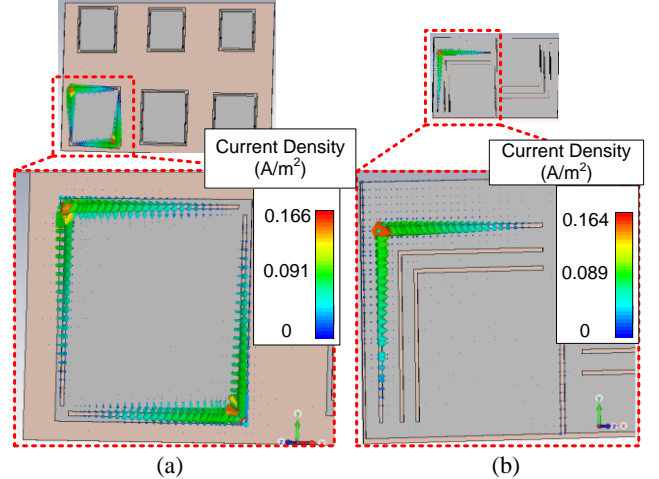 Current Density
(A/m²)
0.166
0.091
0
Current Density
(A/m²)
0.164
0.089
0
(a)
(b)